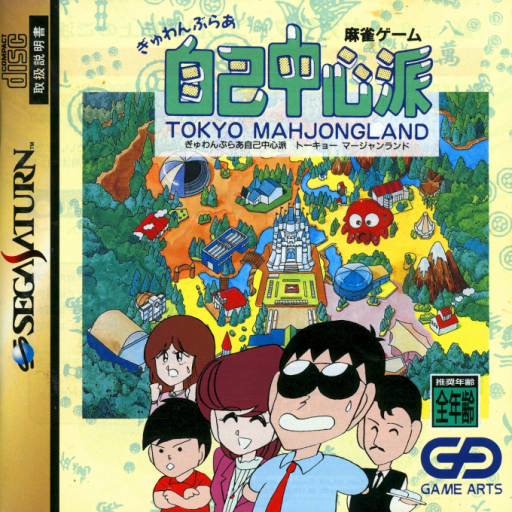 COMPACT
disc
取扱説明書
SEGA SATURN™
ぎゅわんぶらあ
麻雀ゲーム
自己中心派
TOKYO MAHJONGLAND
ぎゅわんぶらあ自己中心派 トーキョー マージャンランド
推奨年齢
全年齢
GAME ARTS